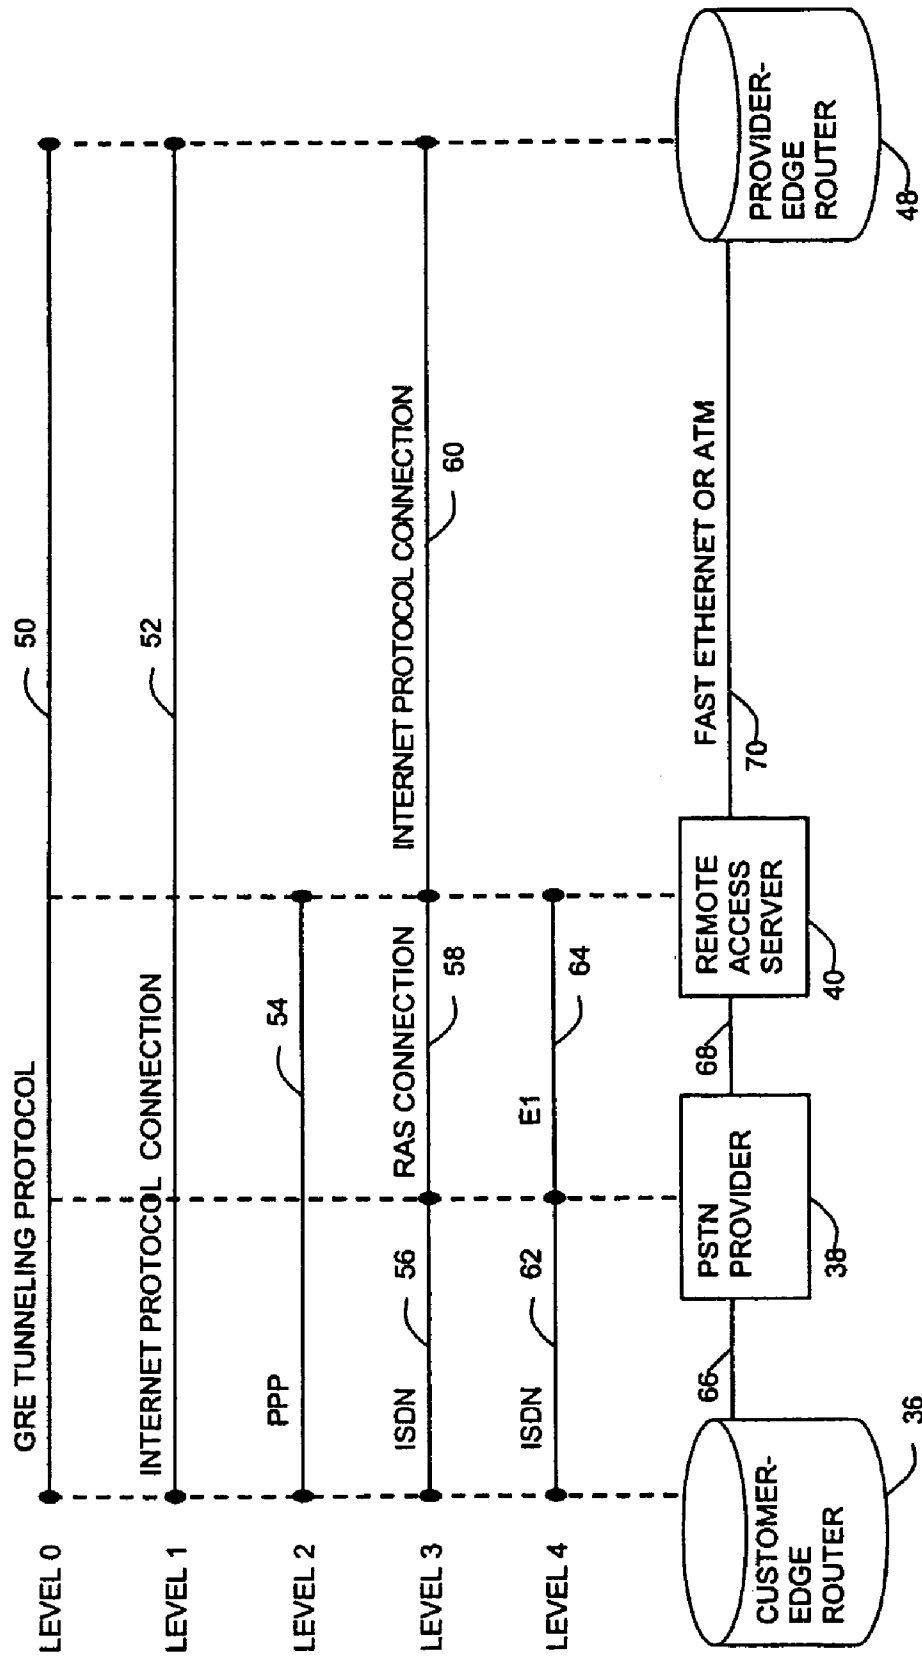 GRE TUNNELING PROTOCOL
LEVEL 0
50
INTERNET PROTOCOL CONNECTION
LEVEL 1
52
PPP
LEVEL 2
54
ISDN
56
RAS CONNECTION
58
INTERNET PROTOCOL CONNECTION
60
LEVEL 3
ISDN
62
E1
64
LEVEL 4
CUSTOMER-
EDGE
ROUTER
36
66
PSTN
PROVIDER
38
68
REMOTE
ACCESS
SERVER
40
FAST ETHERNET OR ATM
70
PROVIDER-
EDGE
ROUTER
48